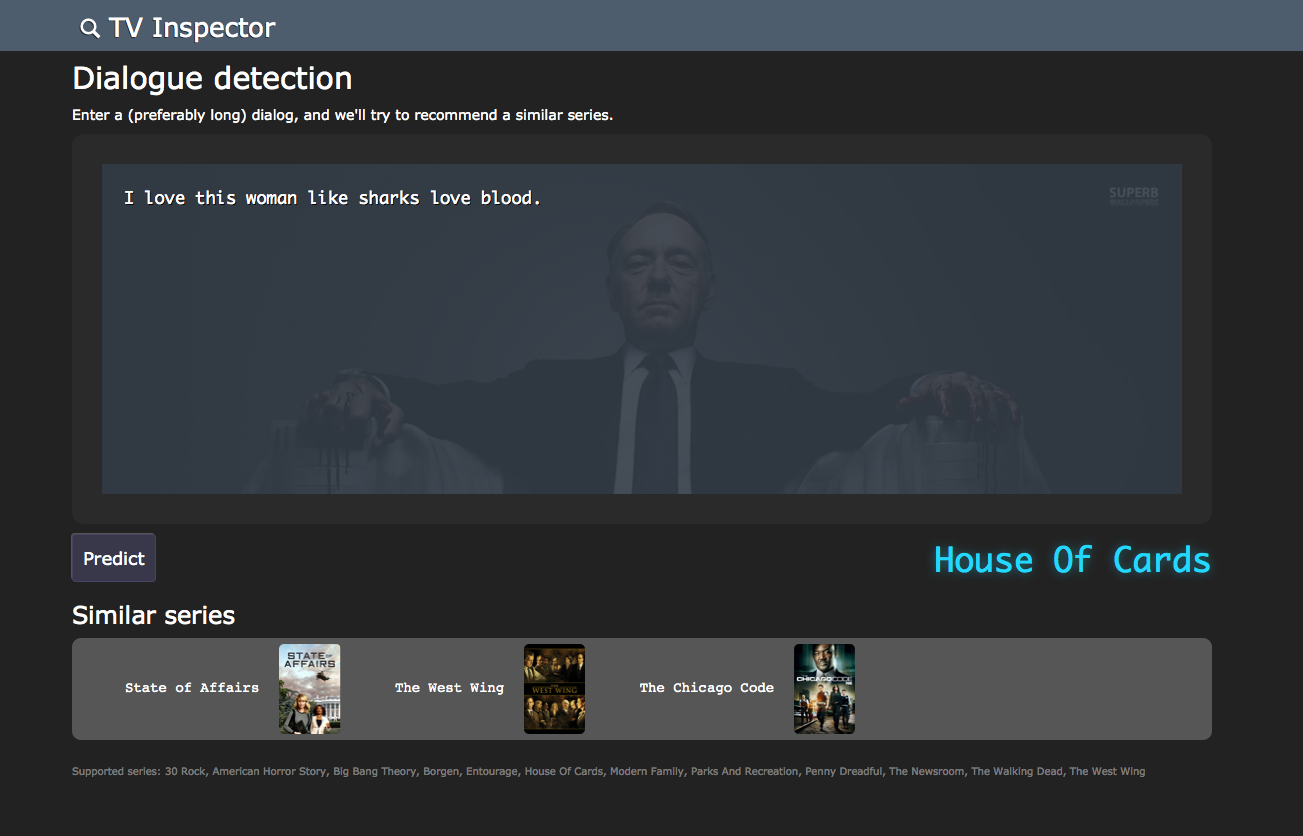 TV Inspector
Dialogue detection
Enter a (preferably long) dialog, and we'll try to recommend a similar series.
I love this woman like sharks love blood.
SUPERB
WALLPAPERS
Predict
House Of Cards
Similar series
State of Affairs
STATE OF
AFFAIRS
The West Wing
WEST WING
The Chicago Code
CHICAGO CODE
Supported series: 30 Rock, American Horror Story, Big Bang Theory, Borgen, Entourage, House Of Cards, Modern Family, Parks And Recreation, Penny Dreadful, The Newsroom, The Walking Dead, The West Wing